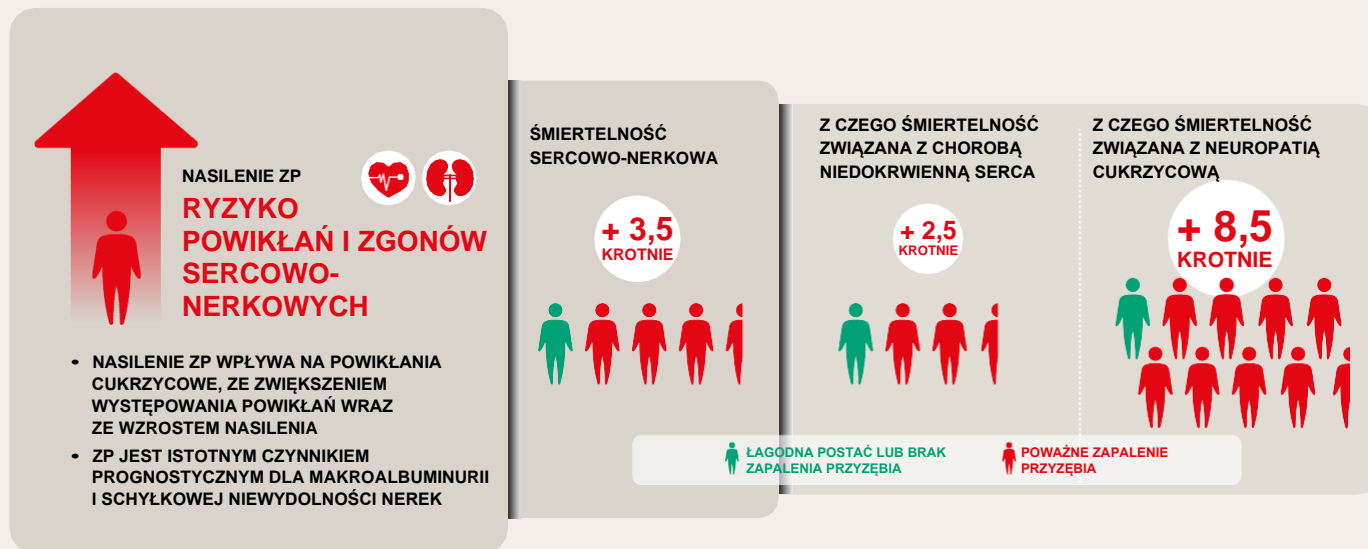 NASILENIE ZP
RYZYKO
POWIKŁAŃ I ZGONÓW
SERCOWO-
NERKOWYCH
• NASILENIE ZP WPŁYWA NA POWIKŁANIA
CUKRZYCOWE, ZE ZWIĘKSZENIEM
WYSTĘPOWANIA POWIKŁAŃ WRAZ
ZE WZROSTEM NASILENIA
• ZP JEST ISTOTNYM CZYNNIKIEM
PROGNOSTYCZNYM DLA MAKROALBUMINURII
I SCHYŁKOWEJ NIEWYDOLNOŚCI NEREK
ŚMIERTELNOŚĆ
SERCOWO-NERKOWA
+ 3,5
KROTNIE
Z CZEGO ŚMIERTELNOŚĆ
ZWIĄZANA Z CHOROBĄ
NIEDOKRWIENNĄ SERCA
+ 2,5
KROTNIE
Z CZEGO ŚMIERTELNOŚĆ
ZWIĄZANA Z NEUROPATIĄ
CUKRZYCOWĄ
+ 8,5
KROTNIE
ŁAGODNA POSTAĆ LUB BRAK
ZAPALENIA PRZYZĘBIA
POWAŻNE ZAPALENIE
PRZYZĘBIA